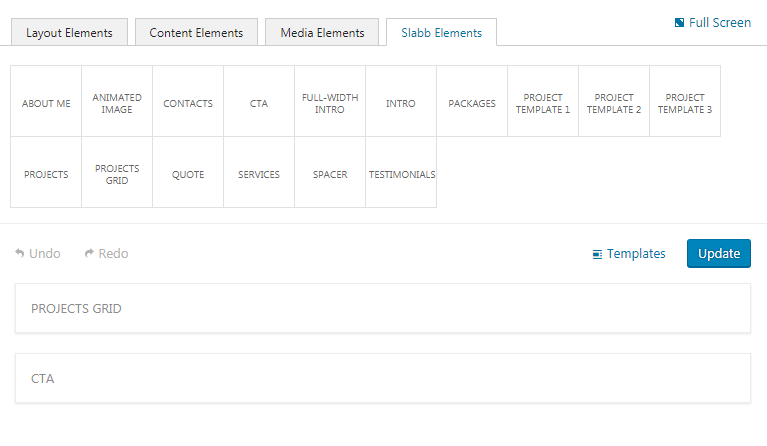 Full Screen
Layout Elements Content Elements Media Elements Slabb Elements
ABOUT ME
ANIMATED
IMAGE
CONTACTS
CTA
FULL-WIDTH
INTRO
INTRO
PACKAGES
PROJECT
TEMPLATE 1
PROJECT
TEMPLATE 2
PROJECT
TEMPLATE 3
PROJECTS
PROJECTS
GRID
QUOTE
SERVICES
SPACER
TESTIMONIALS
Undo Redo Templates Update
PROJECTS GRID
CTA